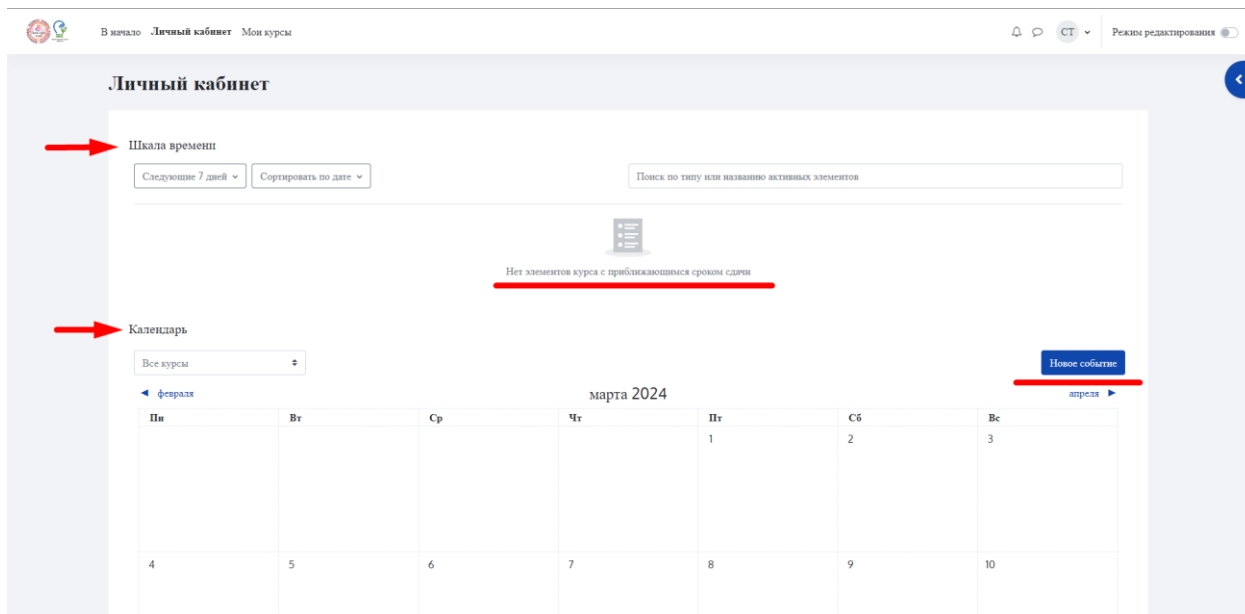 В начало Личный кабинет Мои курсы СТ Режим редактирования
Личный кабинет
Шкала времени
Следующие 7 дней Сортировать по дате Поиск по типу или названию активных элементов
Нет элементов курса с приближающимся сроком сдачи
Календарь
Все курсы Новое событие
февраля марта 2024 апреля
Пн Вт Ср Чт Пт Сб Вс
1 2 3
4 5 6 7 8 9 10